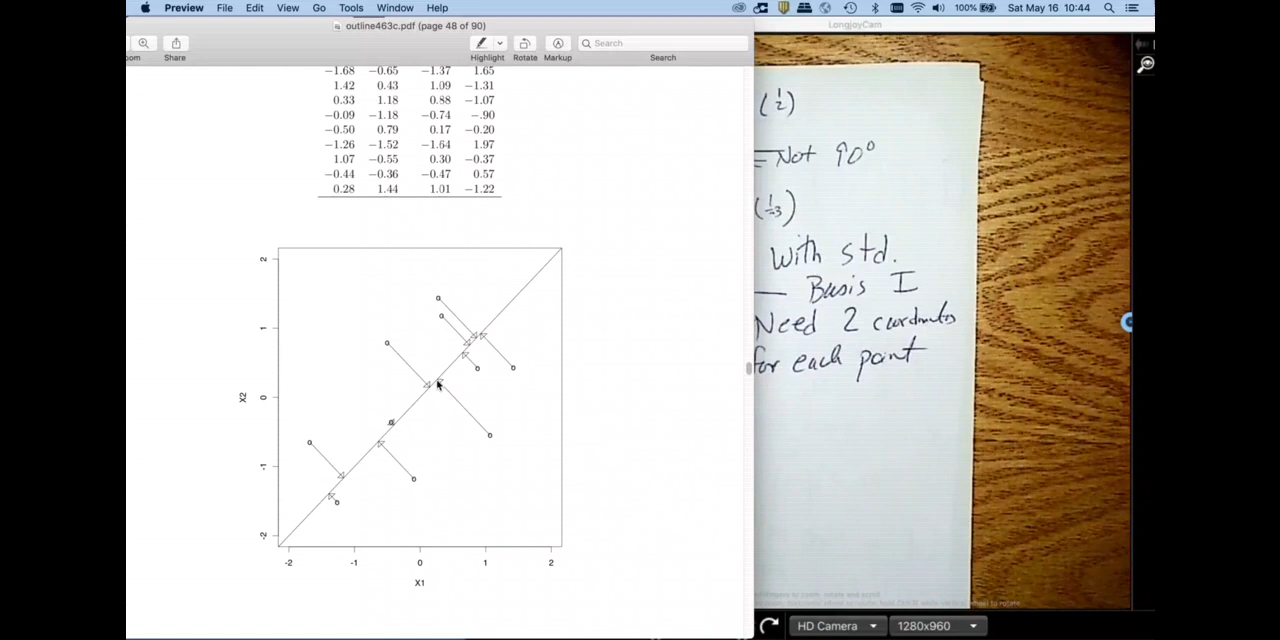 Preview File Edit View Go Tools Window Help 100% Sat May 16 10:44
outline463c.pdf (page 48 of 90)
LongjoyCam
Search
oom Share Highlight Rotate Markup Search
−1.68 −0.65 −1.37 1.65
1.42 0.43 1.09 −1.31
0.33 1.18 0.88 −1.07
−0.09 −1.18 −0.74 −.90
−0.50 0.79 0.17 −0.20
−1.26 −1.52 −1.64 1.97
1.07 −0.55 0.30 −0.37
−0.44 −0.36 −0.47 0.57
0.28 1.44 1.01 −1.22
2
1
0
-1
-2
X2
-2 -1 0 1 2
X1
(1/2)
= Not 90°
(1/-3)
With std.
Basis I
Need 2 coordinates
for each point
HD Camera 1280x960